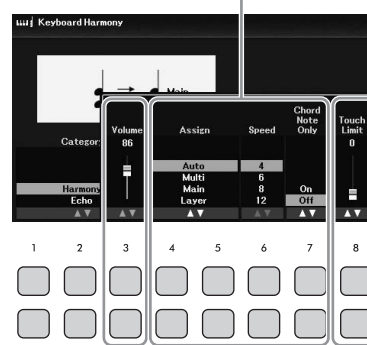 Keyboard Harmony
Main
Category
Harmony
Echo
Volume
86
Assign
Auto
Multi
Main
Layer
Speed
4
6
8
12
Chord
Note
Only
On
Off
Touch
Limit
0
1 2 3 4 5 6 7 8